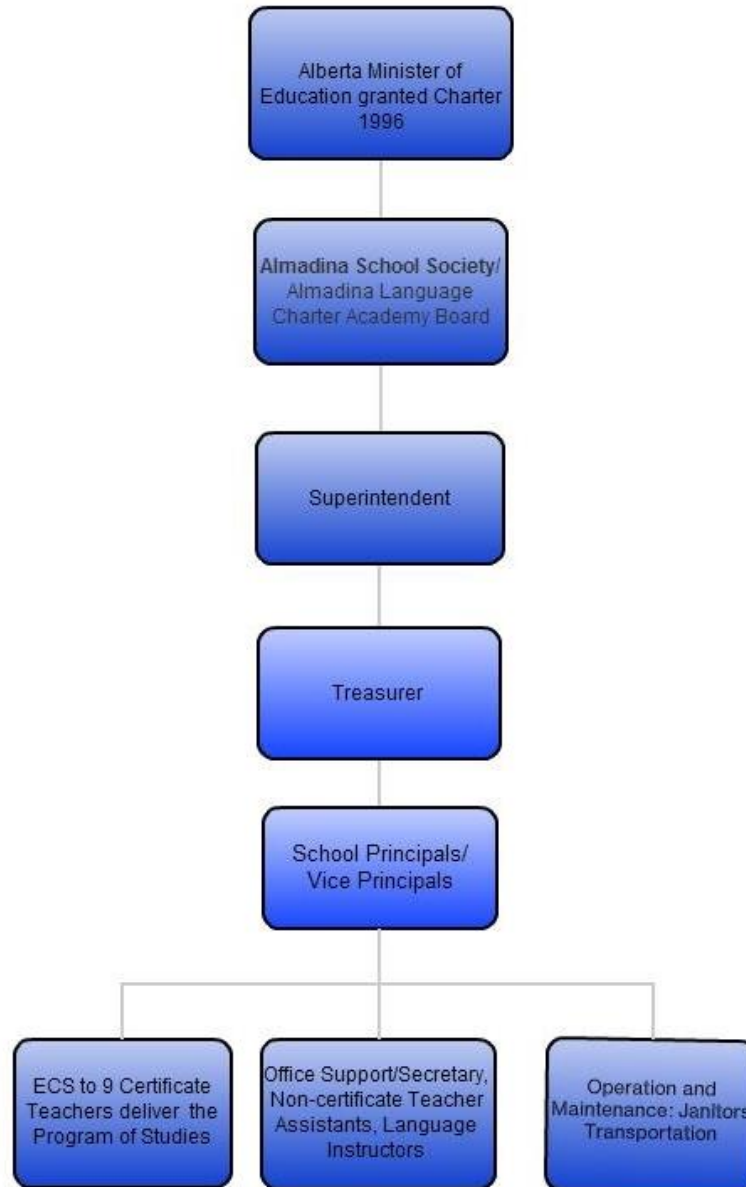 Alberta Minister of
Education granted Charter
1996
Almadina School Society/
Almadina Language
Charter Academy Board
Superintendent
Treasurer
School Principals/
Vice Principals
ECS to 9 Certificate
Teachers deliver the
Program of Studies
Office Support/Secretary,
Non-certificate Teacher
Assistants, Language
Instructors
Operation and
Maintenance: Janitors
Transportation